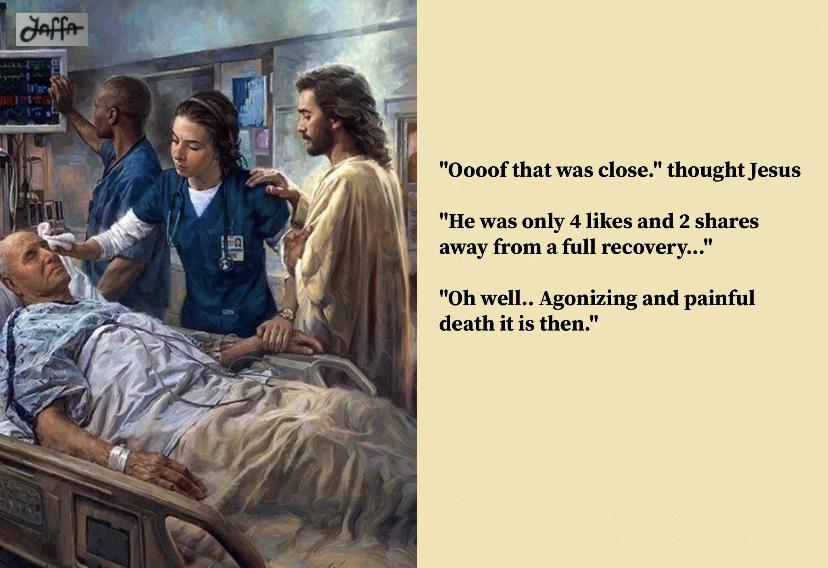 Jaffa
"Oooof that was close." thought Jesus
"He was only 4 likes and 2 shares
away from a full recovery..."
"Oh well.. Agonizing and painful
death it is then."